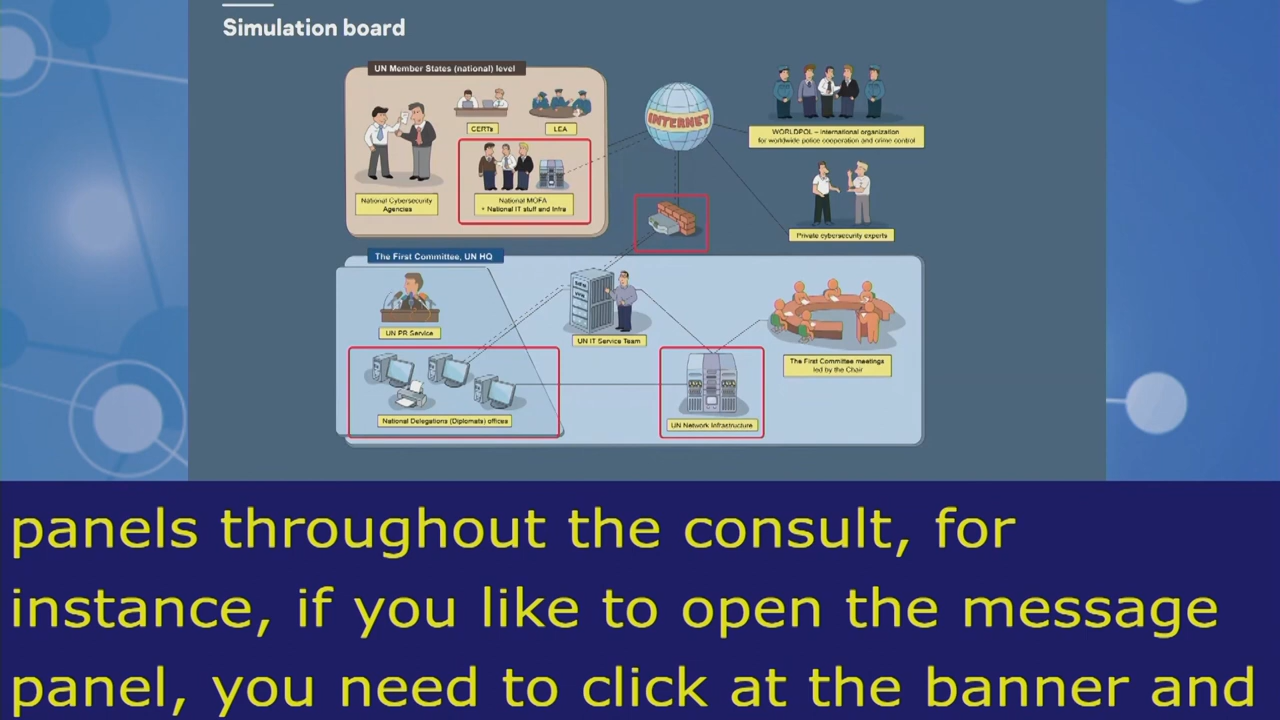 Simulation board
UN Member States (national) level
CERTs
LEA
INTERNET
WORLDPOL – international organization
for worldwide police cooperation and crime control
National Cybersecurity
Agencies
National MOFA
+ National IT stuff and Infra
Private cybersecurity experts
The First Committee, UN HQ
UN PR Service
UN IT Service Team
The First Committee meetings
led by the Chair
National Delegations (Diplomats) offices
UN Network Infrastructure
panels throughout the consult, for
instance, if you like to open the message
panel, you need to click at the banner and